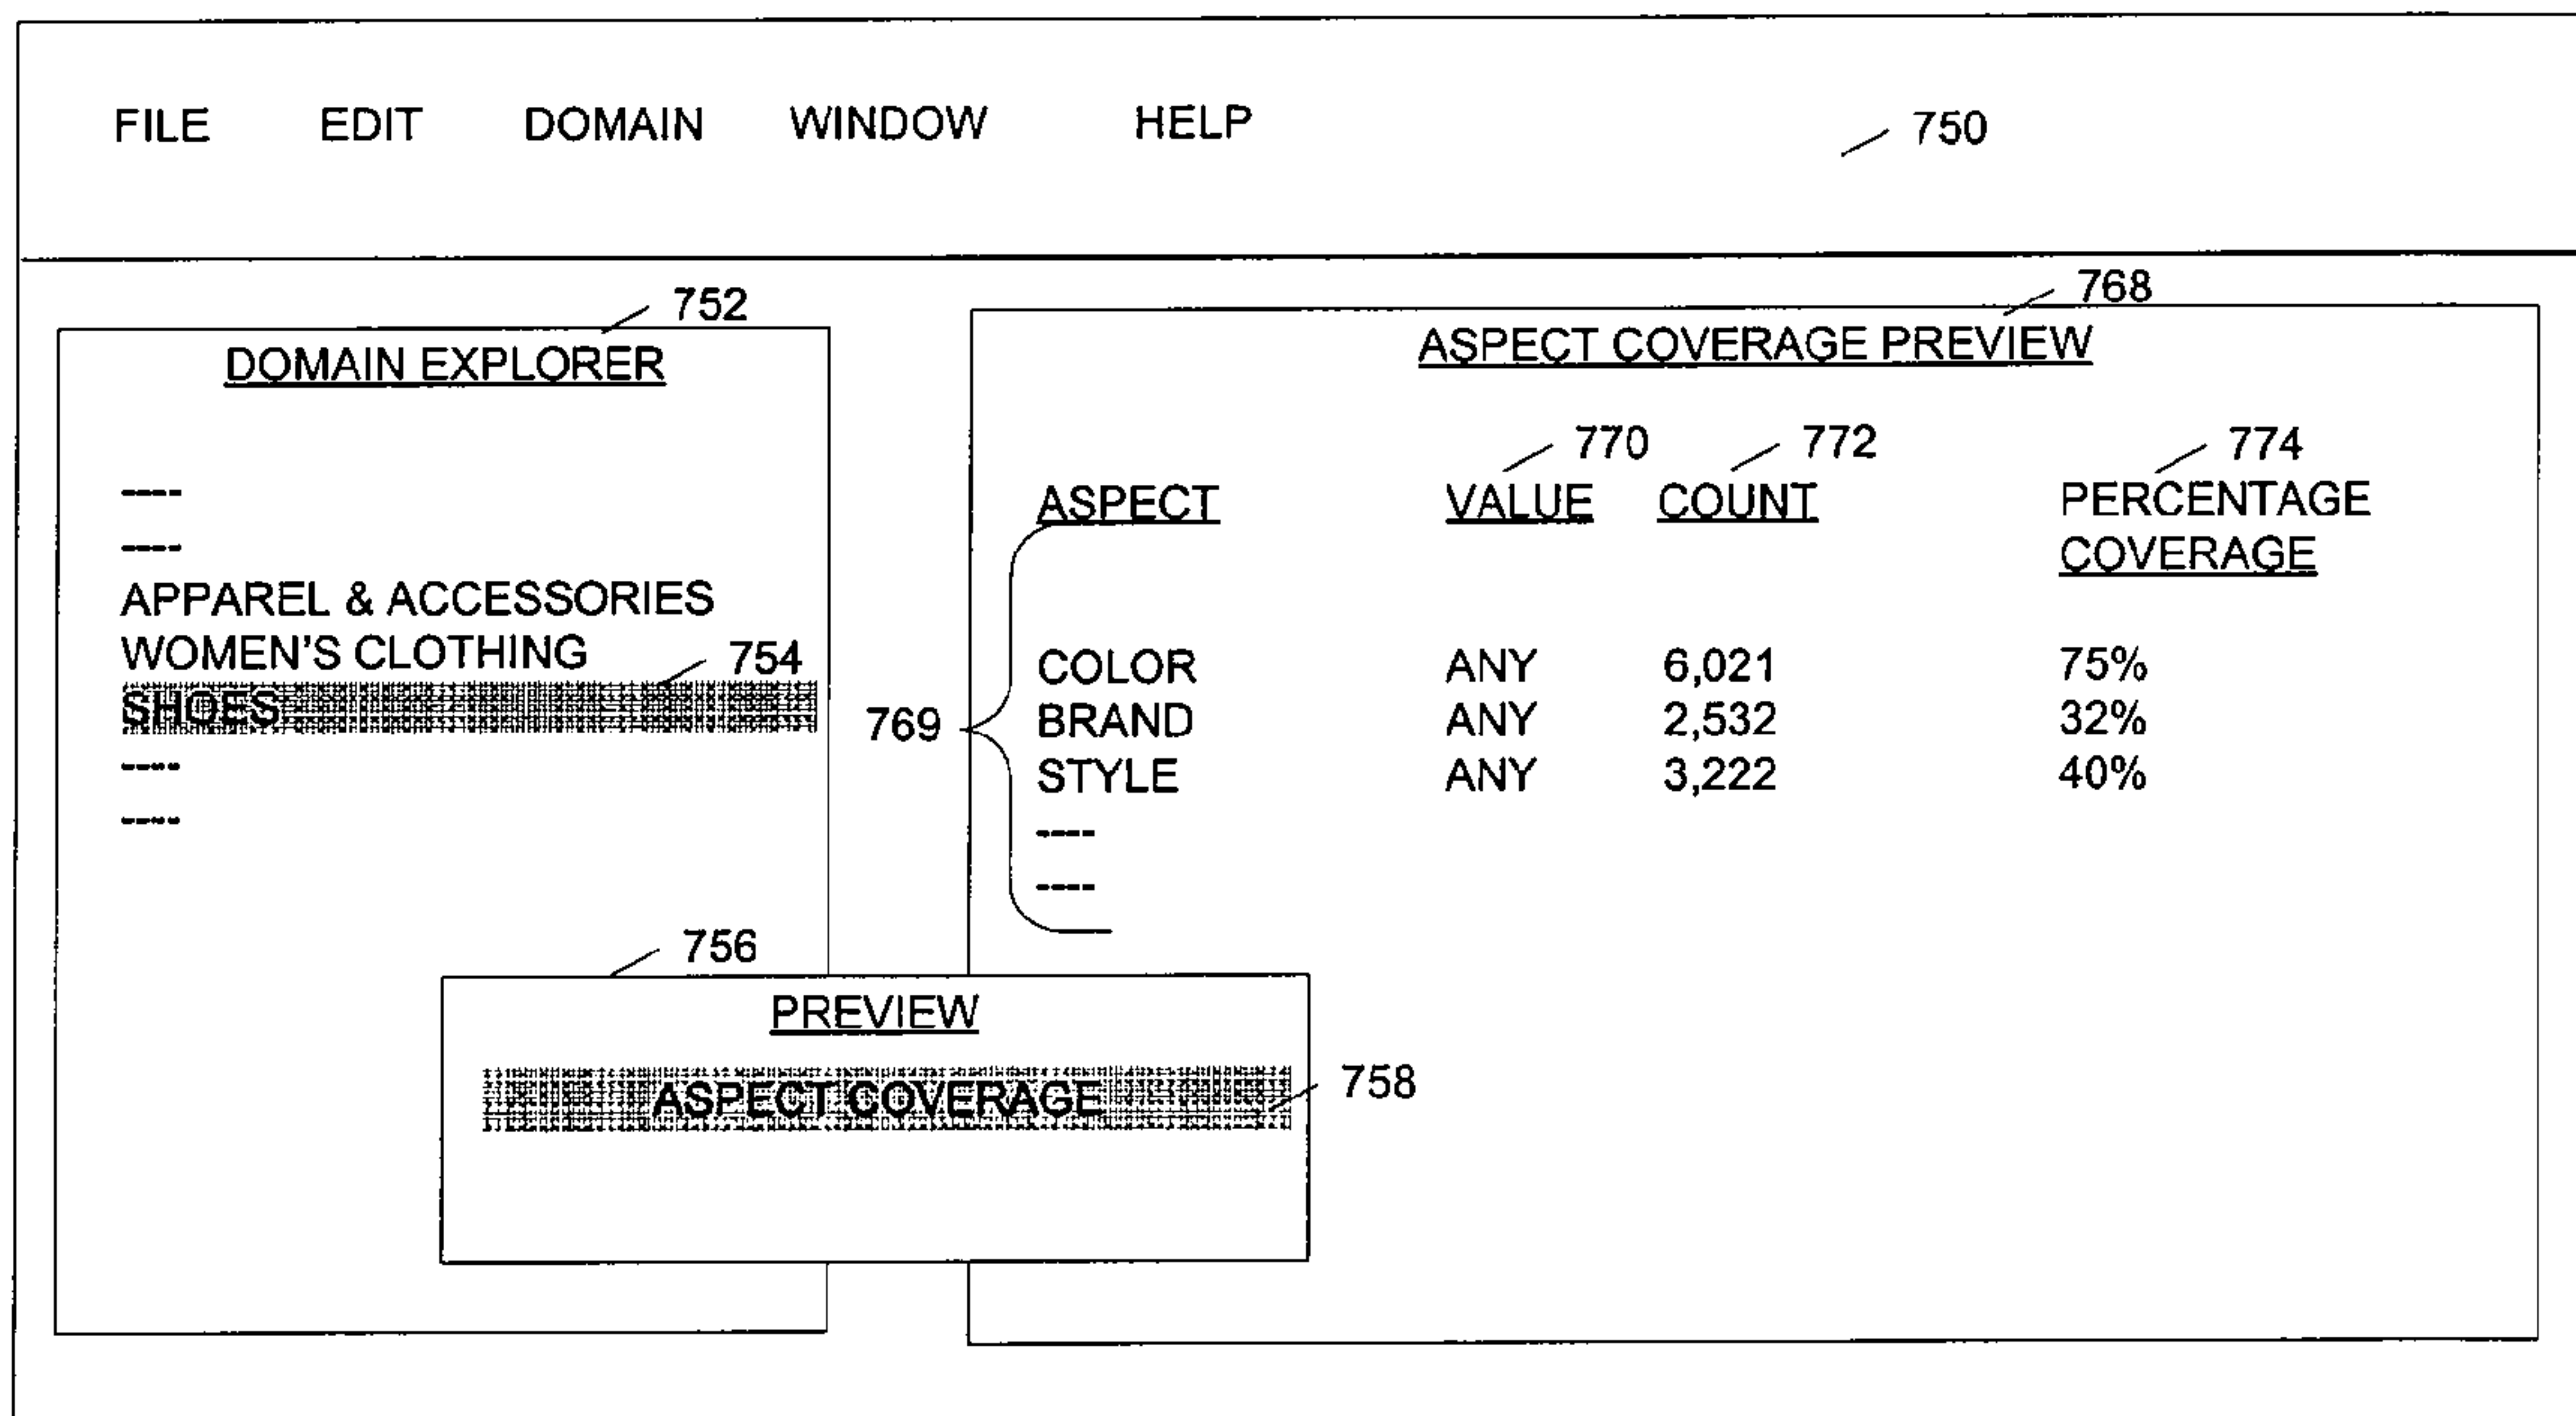 FILE EDIT DOMAIN WINDOW HELP 750
752
DOMAIN EXPLORER
----
----
APPAREL & ACCESSORIES
WOMEN'S CLOTHING
754
SHOES
----
----
768
ASPECT COVERAGE PREVIEW
770 772 774
ASPECT VALUE COUNT PERCENTAGE
COVERAGE
COLOR ANY 6,021 75%
769 BRAND ANY 2,532 32%
STYLE ANY 3,222 40%
----
----
756
PREVIEW
ASPECT COVERAGE 758